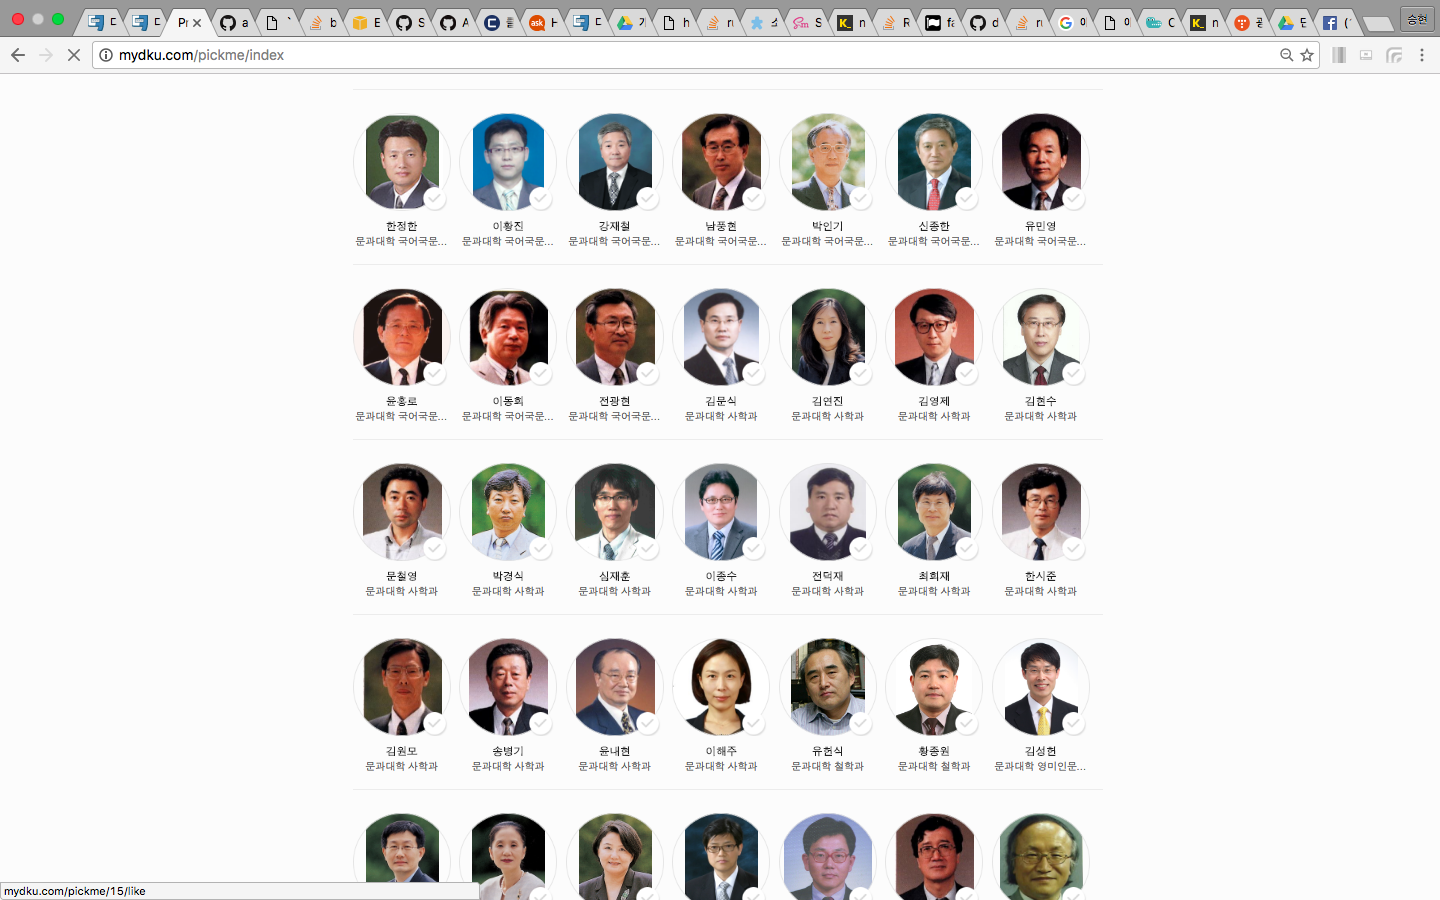 Pr
승현
mydku.com/pickme/index
한정한 이황진 강재철 남풍현 박인기 신종한 유민영
문과대학 국어국문... 문과대학 국어국문... 문과대학 국어국문... 문과대학 국어국문... 문과대학 국어국문... 문과대학 국어국문... 문과대학 국어국문...
윤홍로 이동희 전광현 김문식 김연진 김영제 김현수
문과대학 국어국문... 문과대학 국어국문... 문과대학 국어국문... 문과대학 사학과 문과대학 사학과 문과대학 사학과 문과대학 사학과
문철영 박경식 심재훈 이종수 전덕재 최희재 한시준
문과대학 사학과 문과대학 사학과 문과대학 사학과 문과대학 사학과 문과대학 사학과 문과대학 사학과 문과대학 사학과
김원모 송병기 윤내현 이해주 유헌식 황종원 김성헌
문과대학 사학과 문과대학 사학과 문과대학 사학과 문과대학 사학과 문과대학 철학과 문과대학 철학과 문과대학 영미인문...
mydku.com/pickme/15/like